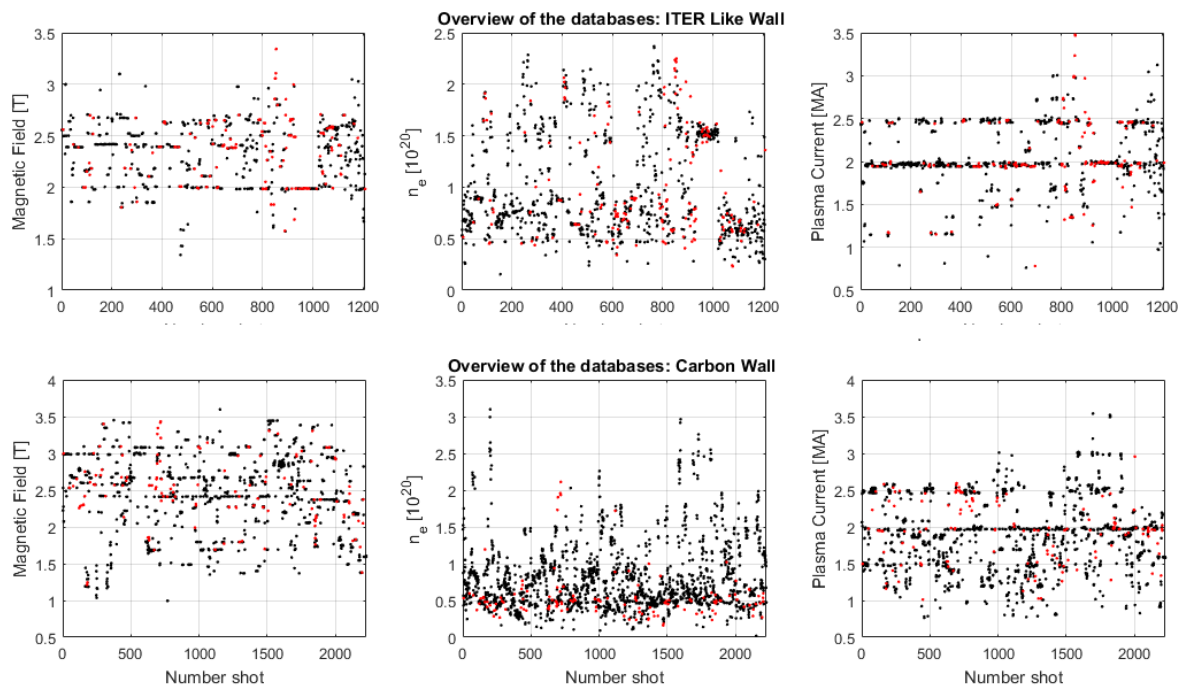 Overview of the databases: ITER Like Wall
Magnetic Field [T]
3.5
3
2.5
2
1.5
1
0 200 400 600 800 1000 1200
n_e [10^20]
2.5
2
1.5
1
0.5
0
0 200 400 600 800 1000 1200
Plasma Current [MA]
3.5
3
2.5
2
1.5
1
0.5
0 200 400 600 800 1000 1200
Overview of the databases: Carbon Wall
Magnetic Field [T]
4
3.5
3
2.5
2
1.5
1
0.5
0 500 1000 1500 2000
Number shot
n_e [10^20]
3.5
3
2.5
2
1.5
1
0.5
0
0 500 1000 1500 2000
Number shot
Plasma Current [MA]
4
3.5
3
2.5
2
1.5
1
0.5
0 500 1000 1500 2000
Number shot